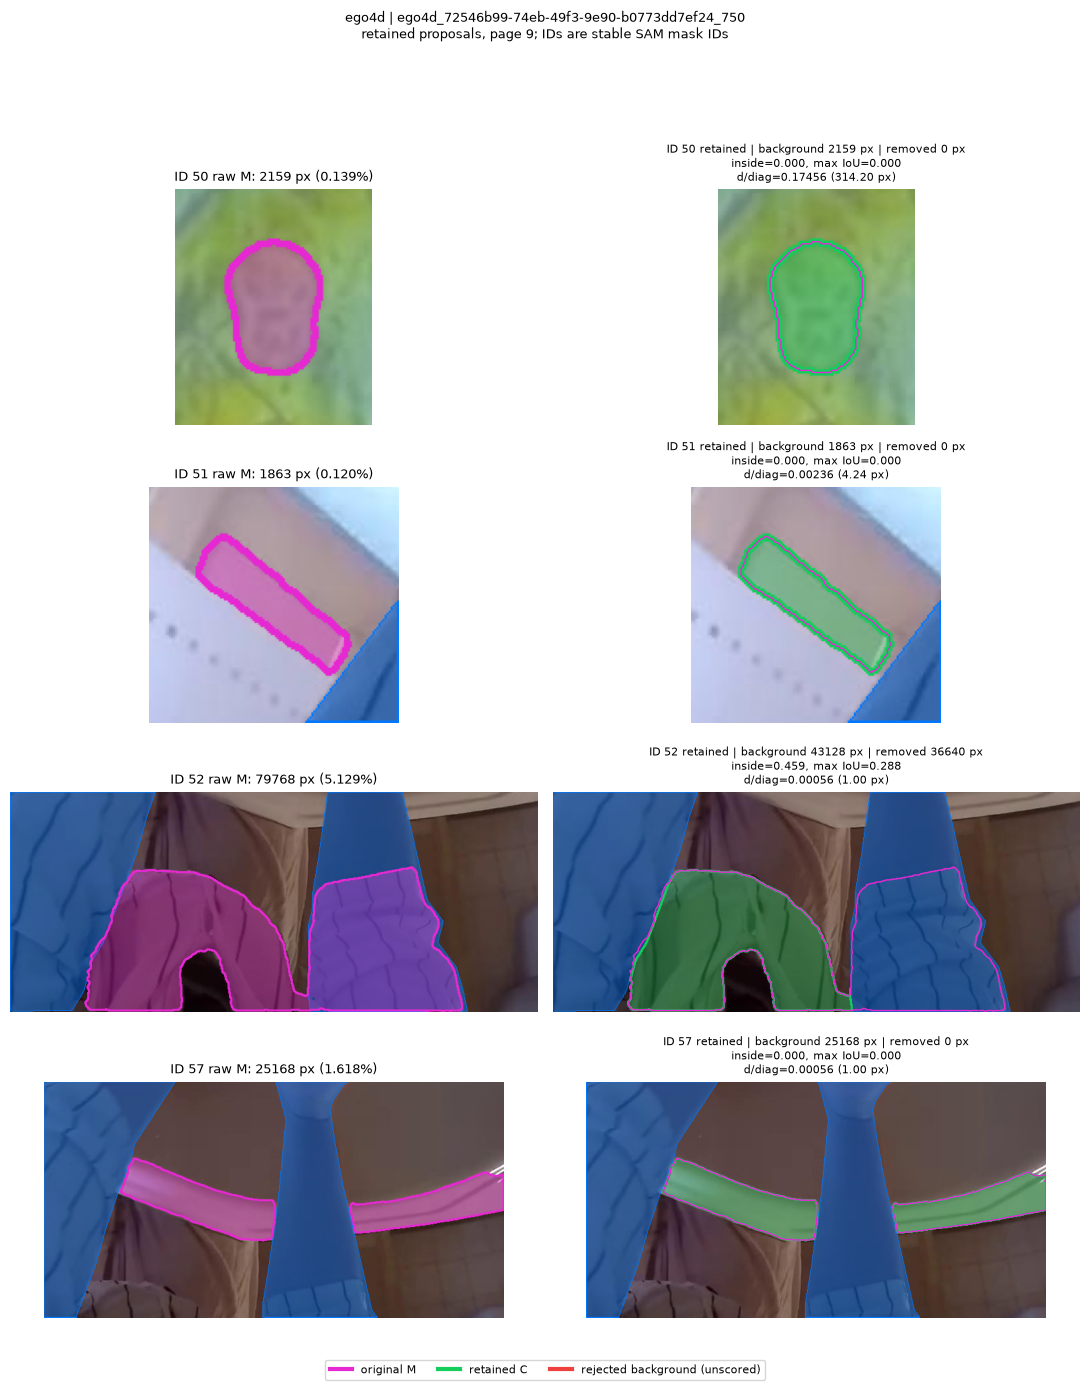 ego4d | ego4d_72546b99-74eb-49f3-9e90-b0773dd7ef24_750
retained proposals, page 9; IDs are stable SAM mask IDs
ID 50 raw M: 2159 px (0.139%)
ID 50 retained | background 2159 px | removed 0 px
inside=0.000, max IoU=0.000
d/diag=0.17456 (314.20 px)
ID 51 raw M: 1863 px (0.120%)
ID 51 retained | background 1863 px | removed 0 px
inside=0.000, max IoU=0.000
d/diag=0.00236 (4.24 px)
ID 52 raw M: 79768 px (5.129%)
ID 52 retained | background 43128 px | removed 36640 px
inside=0.459, max IoU=0.288
d/diag=0.00056 (1.00 px)
ID 57 raw M: 25168 px (1.618%)
ID 57 retained | background 25168 px | removed 0 px
inside=0.000, max IoU=0.000
d/diag=0.00056 (1.00 px)
original M
retained C
rejected background (unscored)